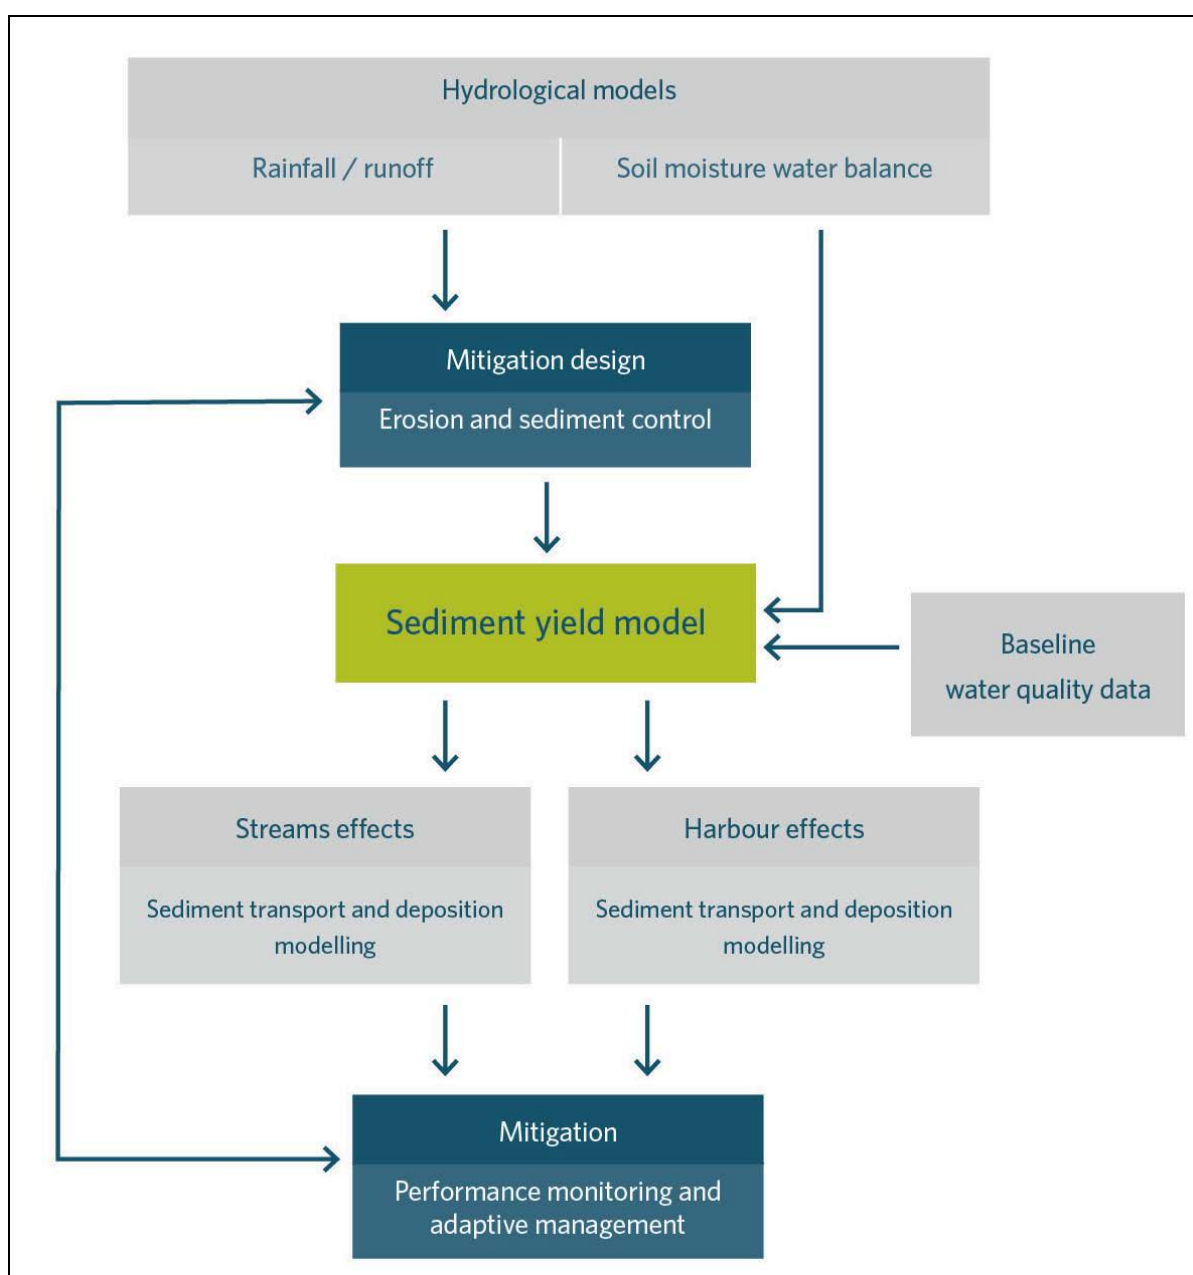 Hydrological models
Rainfall / runoff
Soil moisture water balance
Mitigation design
Erosion and sediment control
Sediment yield model
Baseline
water quality data
Streams effects
Sediment transport and deposition
modelling
Harbour effects
Sediment transport and deposition
modelling
Mitigation
Performance monitoring and
adaptive management